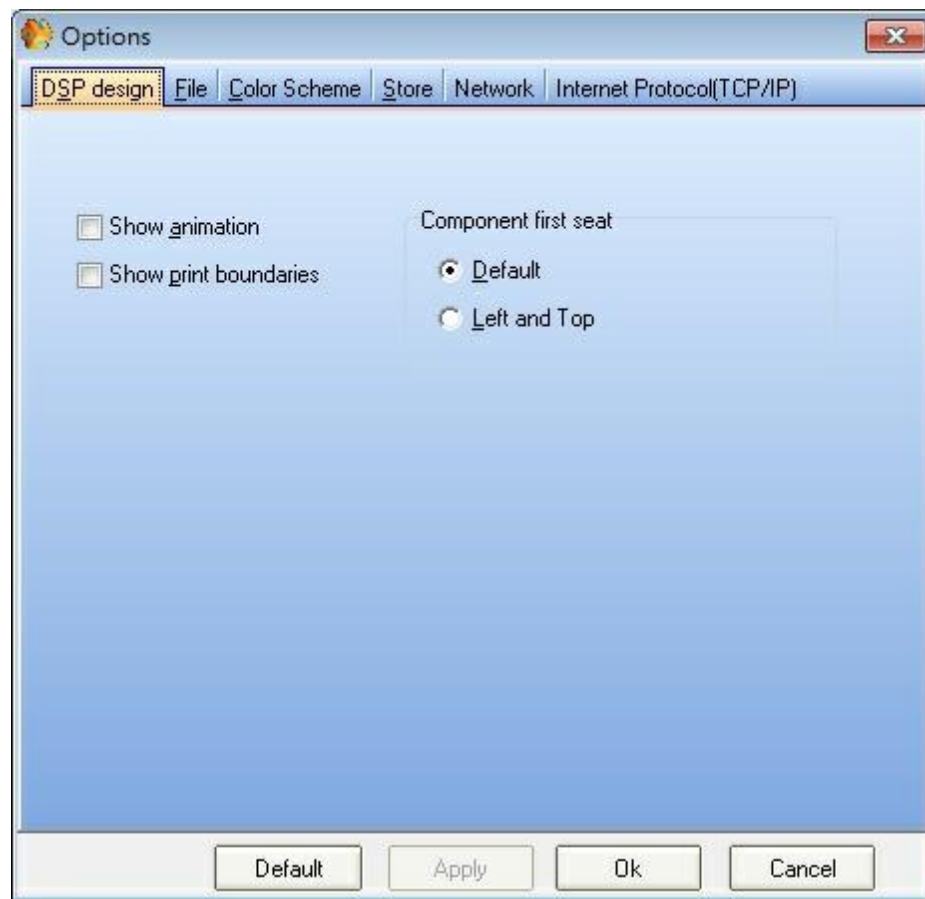 Options
DSP design File Color Scheme Store Network Internet Protocol(TCP/IP)
Show animation
Show print boundaries
Component first seat
Default
Left and Top
Default Apply Ok Cancel